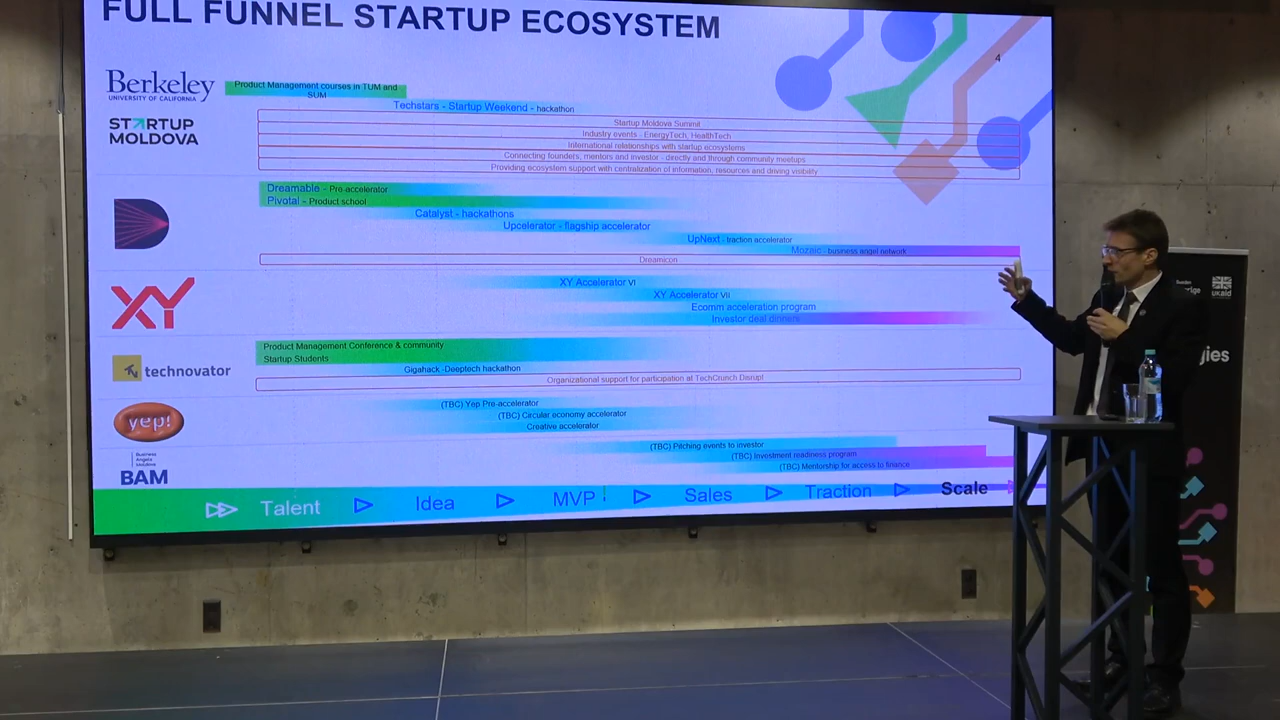 FULL FUNNEL STARTUP ECOSYSTEM
4
Berkeley
UNIVERSITY OF CALIFORNIA
Product Management courses in TUM and
SUM
Techstars - Startup Weekend - hackathon
STARTUP
MOLDOVA
Startup Moldova Summit
Industry events - EnergyTech, HealthTech
International relationships with startup ecosystems
Connecting founders, mentors and investor - directly and through community meetups
Providing ecosystem support with centralization of information, resources and driving visibility
Dreamable - Pre accelerator
Pivotal - Product school
Catalyst - hackathons
Upcelerator - flagship accelerator
UpNext - traction accelerator
Mozaic - business angel network
Dreamicon
XY
XY Accelerator VI
XY Accelerator VII
Ecomm acceleration program
Investor deal dinners
technovator
Product Management Conference & community
Startup Students
Gigahack -Deeptech hackathon
Organizational support for participation at TechCrunch Disrupt
yep!
(TBC) Yep Pre-accelerator
(TBC) Circular economy accelerator
Creative accelerator
Business
Angels
Moldova
BAM
(TBC) Pitching events to investor
(TBC) Investment readiness program
(TBC) Mentorship for access to finance
Talent
Idea
MVP
Sales
Traction
Scale
Sweden
ukaid